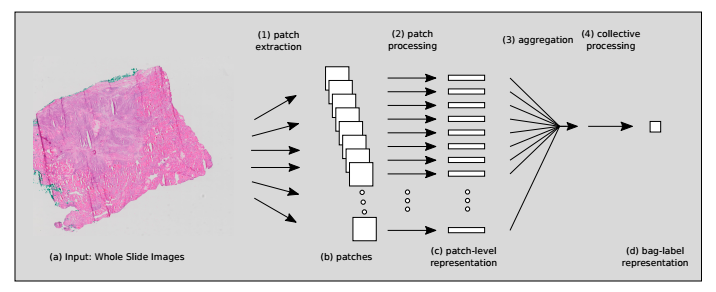 (1) patch
extraction
(2) patch
processing
(3) aggregation
(4) collective
processing
(a) Input: Whole Slide Images
(b) patches
(c) patch-level
representation
(d) bag-label
representation